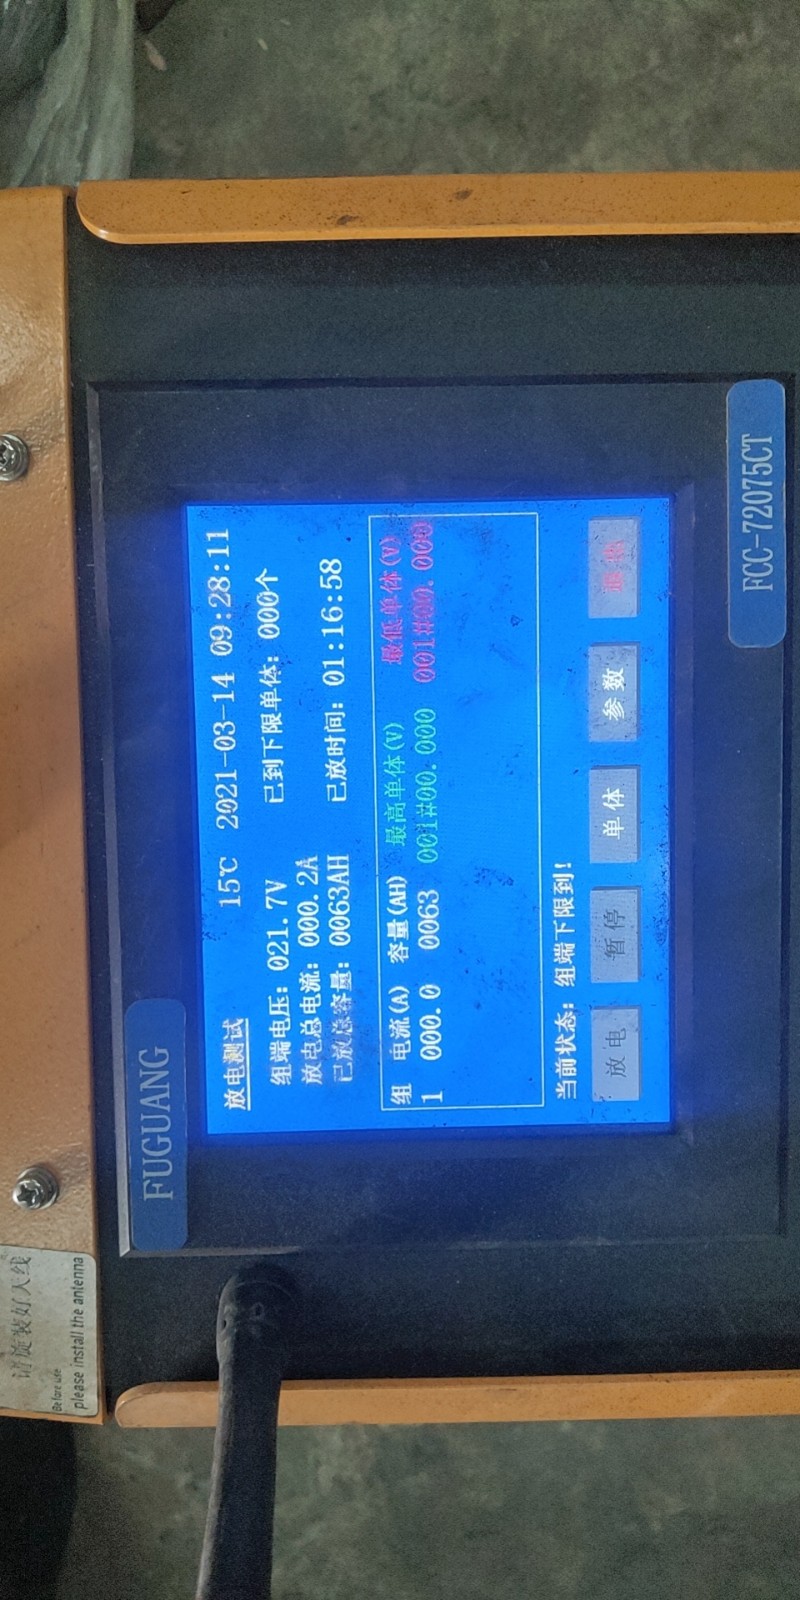 请旋装好天线
Before use
please install the antenna
FUGUANG
放电测试 15℃ 2021-03-14 09:28:11
组端电压: 021.7V 已到下限单体: 000个
放电总电流: 000.2A
已放总容量: 0063AH 已放时间: 01:16:58
组 电流(A) 容量(AH) 最高单体(V) 最低单体(V)
1 000.0 0063 001#00.000 001#00.000
当前状态: 组端下限到!
放电 暂停 单体 参数
FCC-72075CT